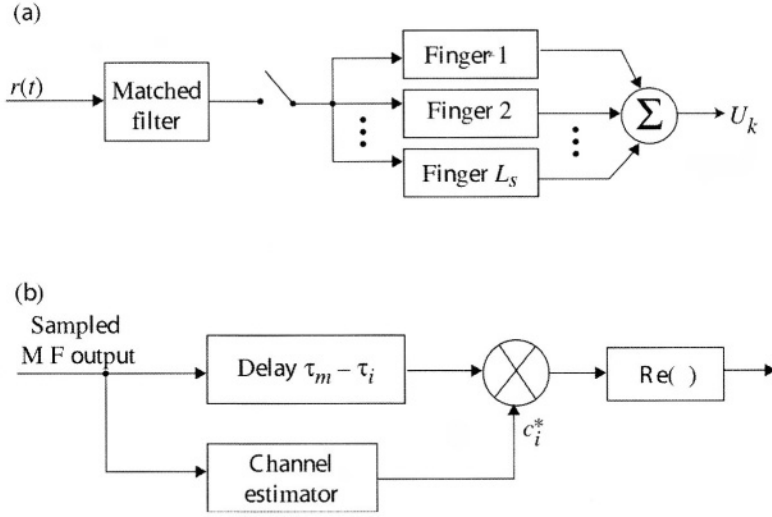 (a)
r(t)
Matched
filter
Finger 1
Finger 2
Finger L_s
Σ
U_k
(b)
Sampled
M F output
Delay τ_m – τ_i
Re( )
c_i^*
Channel
estimator